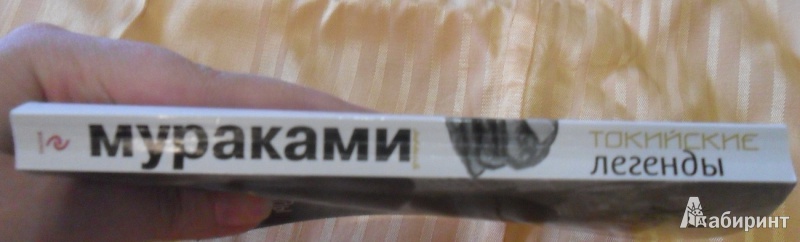 мураками
ТОКИЙСКИЕ
легенды
Лабиринт